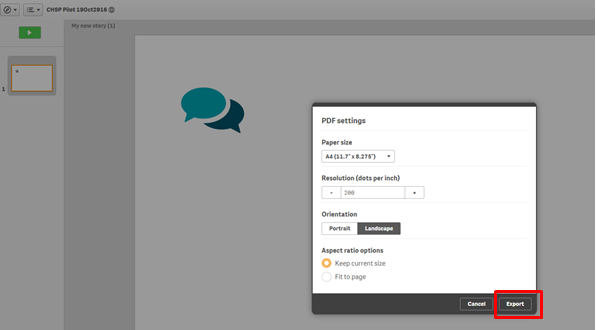 CHSP Pilot 19Oct2016
My new story (1)
1
PDF settings
Paper size
A4 (11.7" x 8.275")
Resolution (dots per inch)
- 200 +
Orientation
Portrait Landscape
Aspect ratio options
Keep current size
Fit to page
Cancel Export